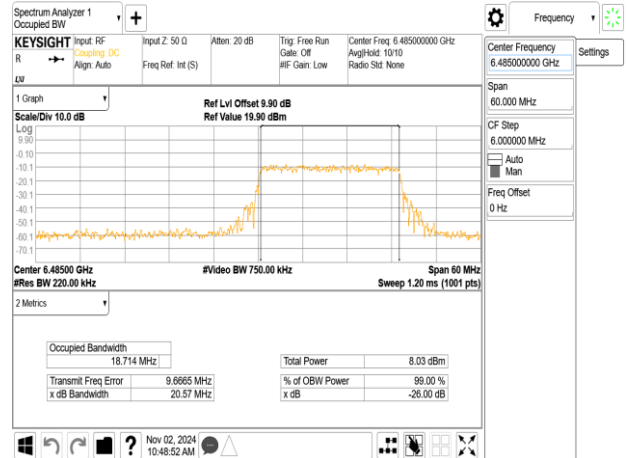 Spectrum Analyzer 1
Occupied BW
+
Frequency
KEYSIGHT
R
Input: RF
Coupling: DC
Align: Auto
Input Z: 50 Ω
Freq Ref: Int (S)
Atten: 20 dB
Trig: Free Run
Gate: Off
#IF Gain: Low
Center Freq: 6.485000000 GHz
Avg|Hold: 10/10
Radio Std: None
Center Frequency
6.485000000 GHz
Settings
Span
60.000 MHz
CF Step
6.000000 MHz
Auto
Man
Freq Offset
0 Hz
1 Graph
Scale/Div 10.0 dB
Ref Lvl Offset 9.90 dB
Ref Value 19.90 dBm
Log
9.90
-0.10
-10.1
-20.1
-30.1
-40.1
-50.1
-60.1
-70.1
Center 6.48500 GHz
#Res BW 220.00 kHz
#Video BW 750.00 kHz
Span 60 MHz
Sweep 1.20 ms (1001 pts)
2 Metrics
Occupied Bandwidth
18.714 MHz
Total Power 8.03 dBm
Transmit Freq Error 9.6665 MHz
% of OBW Power 99.00 %
x dB Bandwidth 20.57 MHz
x dB -26.00 dB
?
Nov 02, 2024
10:48:52 AM